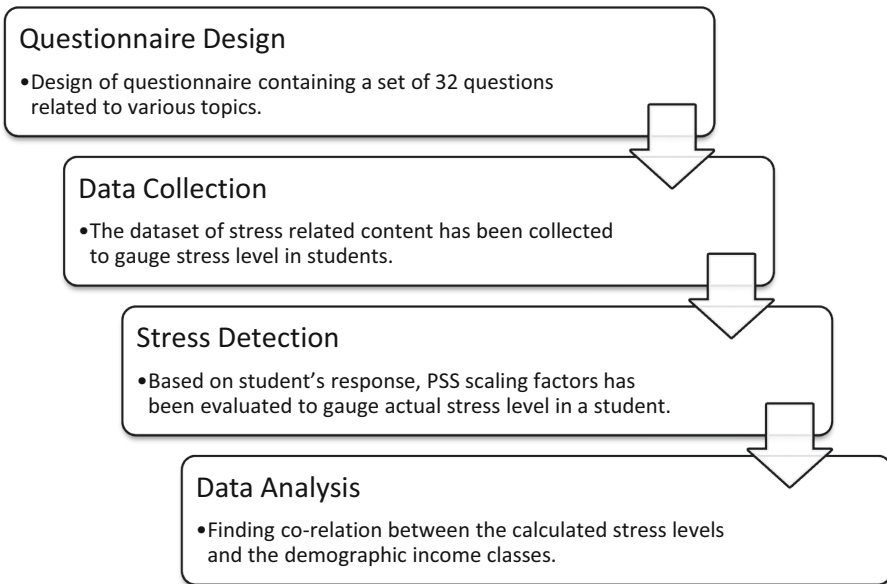 Questionnaire Design
•Design of questionnaire containing a set of 32 questions
related to various topics.
Data Collection
•The dataset of stress related content has been collected
to gauge stress level in students.
Stress Detection
•Based on student’s response, PSS scaling factors has
been evaluated to gauge actual stress level in a student.
Data Analysis
•Finding co-relation between the calculated stress levels
and the demographic income classes.